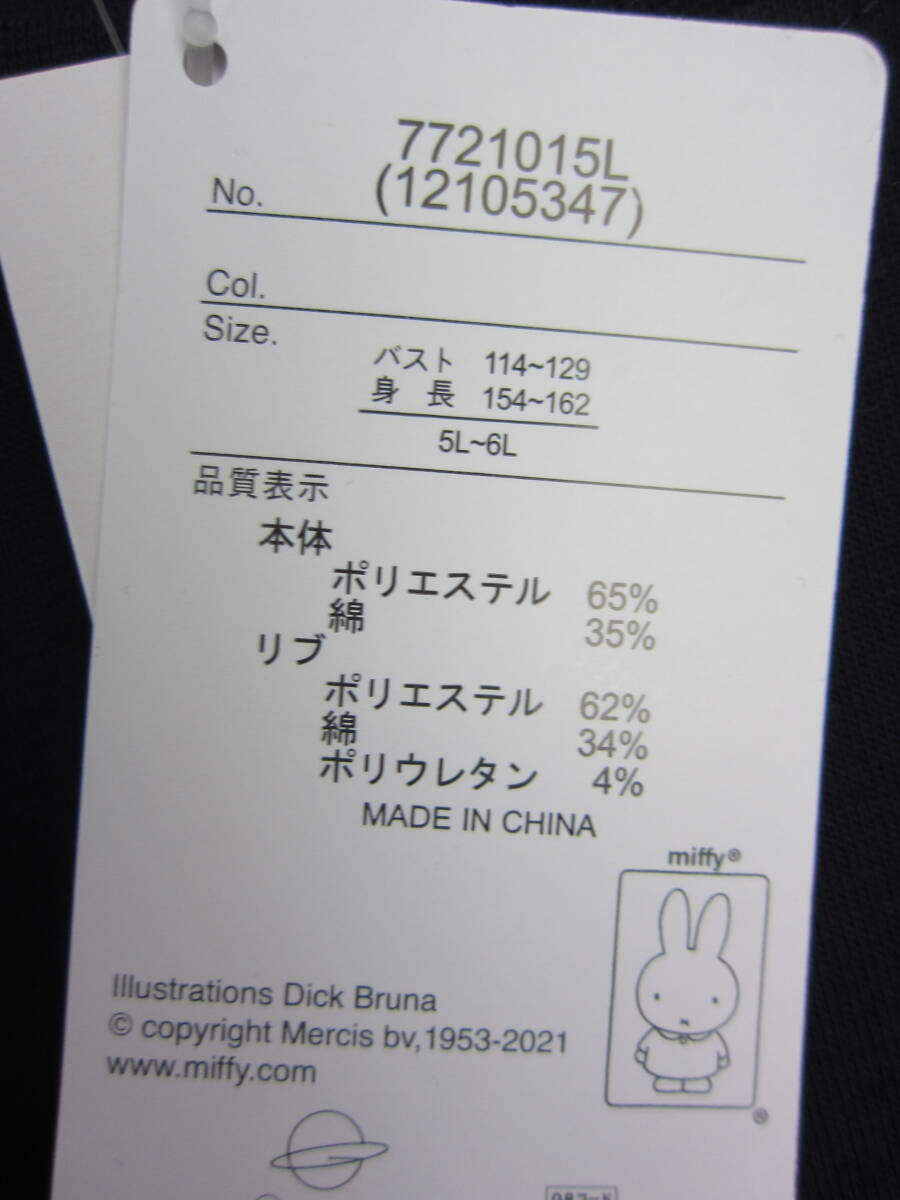 7721015L
No. (12105347)
Col.
Size.
バスト 114~129
身 長 154~162
5L~6L
品質表示
本体
ポリエステル 65%
綿 35%
リブ
ポリエステル 62%
綿 34%
ポリウレタン 4%
MADE IN CHINA
miffy®
Illustrations Dick Bruna
© copyright Mercis bv,1953-2021
www.miffy.com
®